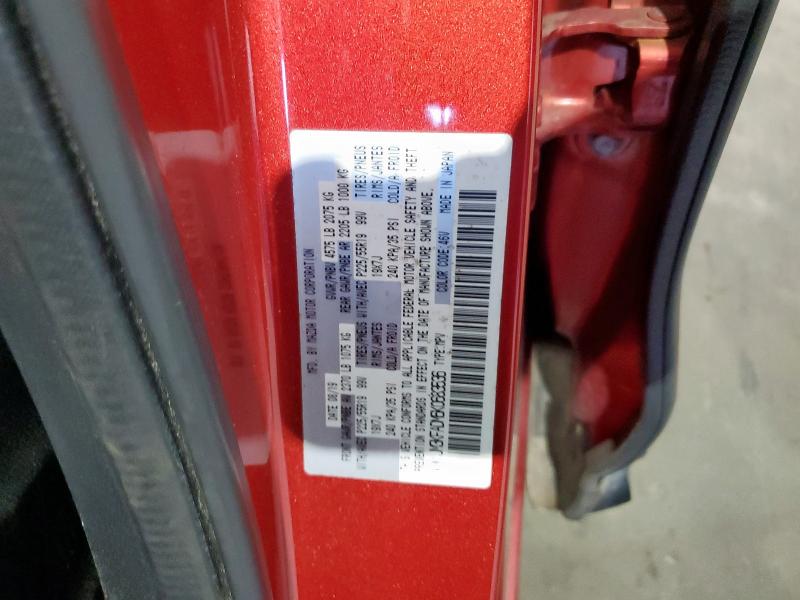 MFD. BY MAZDA MOTOR CORPORATION
DATE 08/19 GVWR/PNBV 4575 LB 2075 KG
FRONT GAWR/PNBE AV 2370 LB 1075 KG REAR GAWR/PNBE AR 2205 LB 1000 KG
WITH/AVEC P225/55R19 99V TIRES/PNEUS WITH/AVEC P225/55R19 99V TIRES/PNEUS
19X7J RIMS/JANTES 19X7J RIMS/JANTES
240 KPA/35 PSI COLD/A FROID 240 KPA/35 PSI COLD/A FROID
THIS VEHICLE CONFORMS TO ALL APPLICABLE FEDERAL MOTOR VEHICLE SAFETY AND THEFT
PREVENTION STANDARDS IN EFFECT ON THE DATE OF MANUFACTURE SHOWN ABOVE.
TYPE:MPV COLOR CODE:46V MADE IN JAPAN